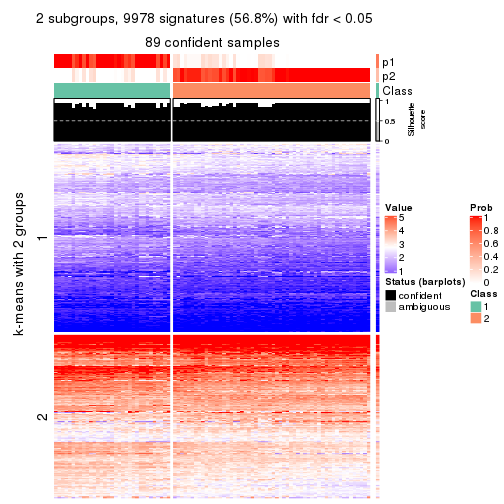 2 subgroups, 9978 signatures (56.8%) with fdr < 0.05
89 confident samples
p1
p2
Class
1
0.5
0
Silhouette
score
k-means with 2 groups
1
2
Value
5
4
3
2
1
Status (barplots)
confident
ambiguous
Prob
1
0.8
0.6
0.4
0.2
0
Class
1
2